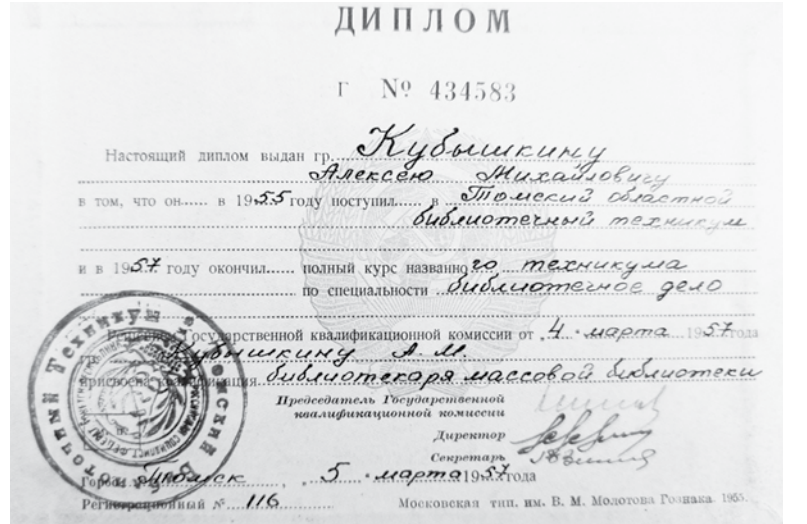 ДИПЛОМ
Г № 434583
Настоящий диплом выдан гр. Кубышкину
Алексею Михайловичу
в том, что он...... в 1955 году поступил...... в Томский областной
библиотечный техникум
и в 1957 году окончил...... полный курс названного техникума
по специальности библиотечное дело
Государственной квалификационной комиссии от 4 марта 1957 года
гр. Кубышкину А. М.
присвоена квалификация библиотекаря массовой библиотеки
Председатель Государственной
квалификационной комиссии
Директор
Секретарь
Город Томск, 5 марта 1957 года
Регистрационный № 116
Московская тип. им. В. М. Молотова Гознака. 1955.